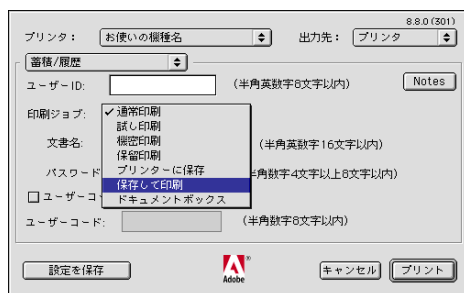 8.8.0 (301)
プリンタ： お使いの機種名 出力先： プリンタ
蓄積/履歴
ユーザーID: (半角英数字8文字以内) Notes
印刷ジョブ: ✓通常印刷
試し印刷
文書名: 機密印刷 (半角英数字16文字以内)
保留印刷
パスワード プリンターに保存 半角数字4文字以上8文字以内)
保存して印刷
ユーザーコ ドキュメントボックス
ユーザーコード: (半角数字8文字以内)
設定を保存 Adobe キャンセル プリント